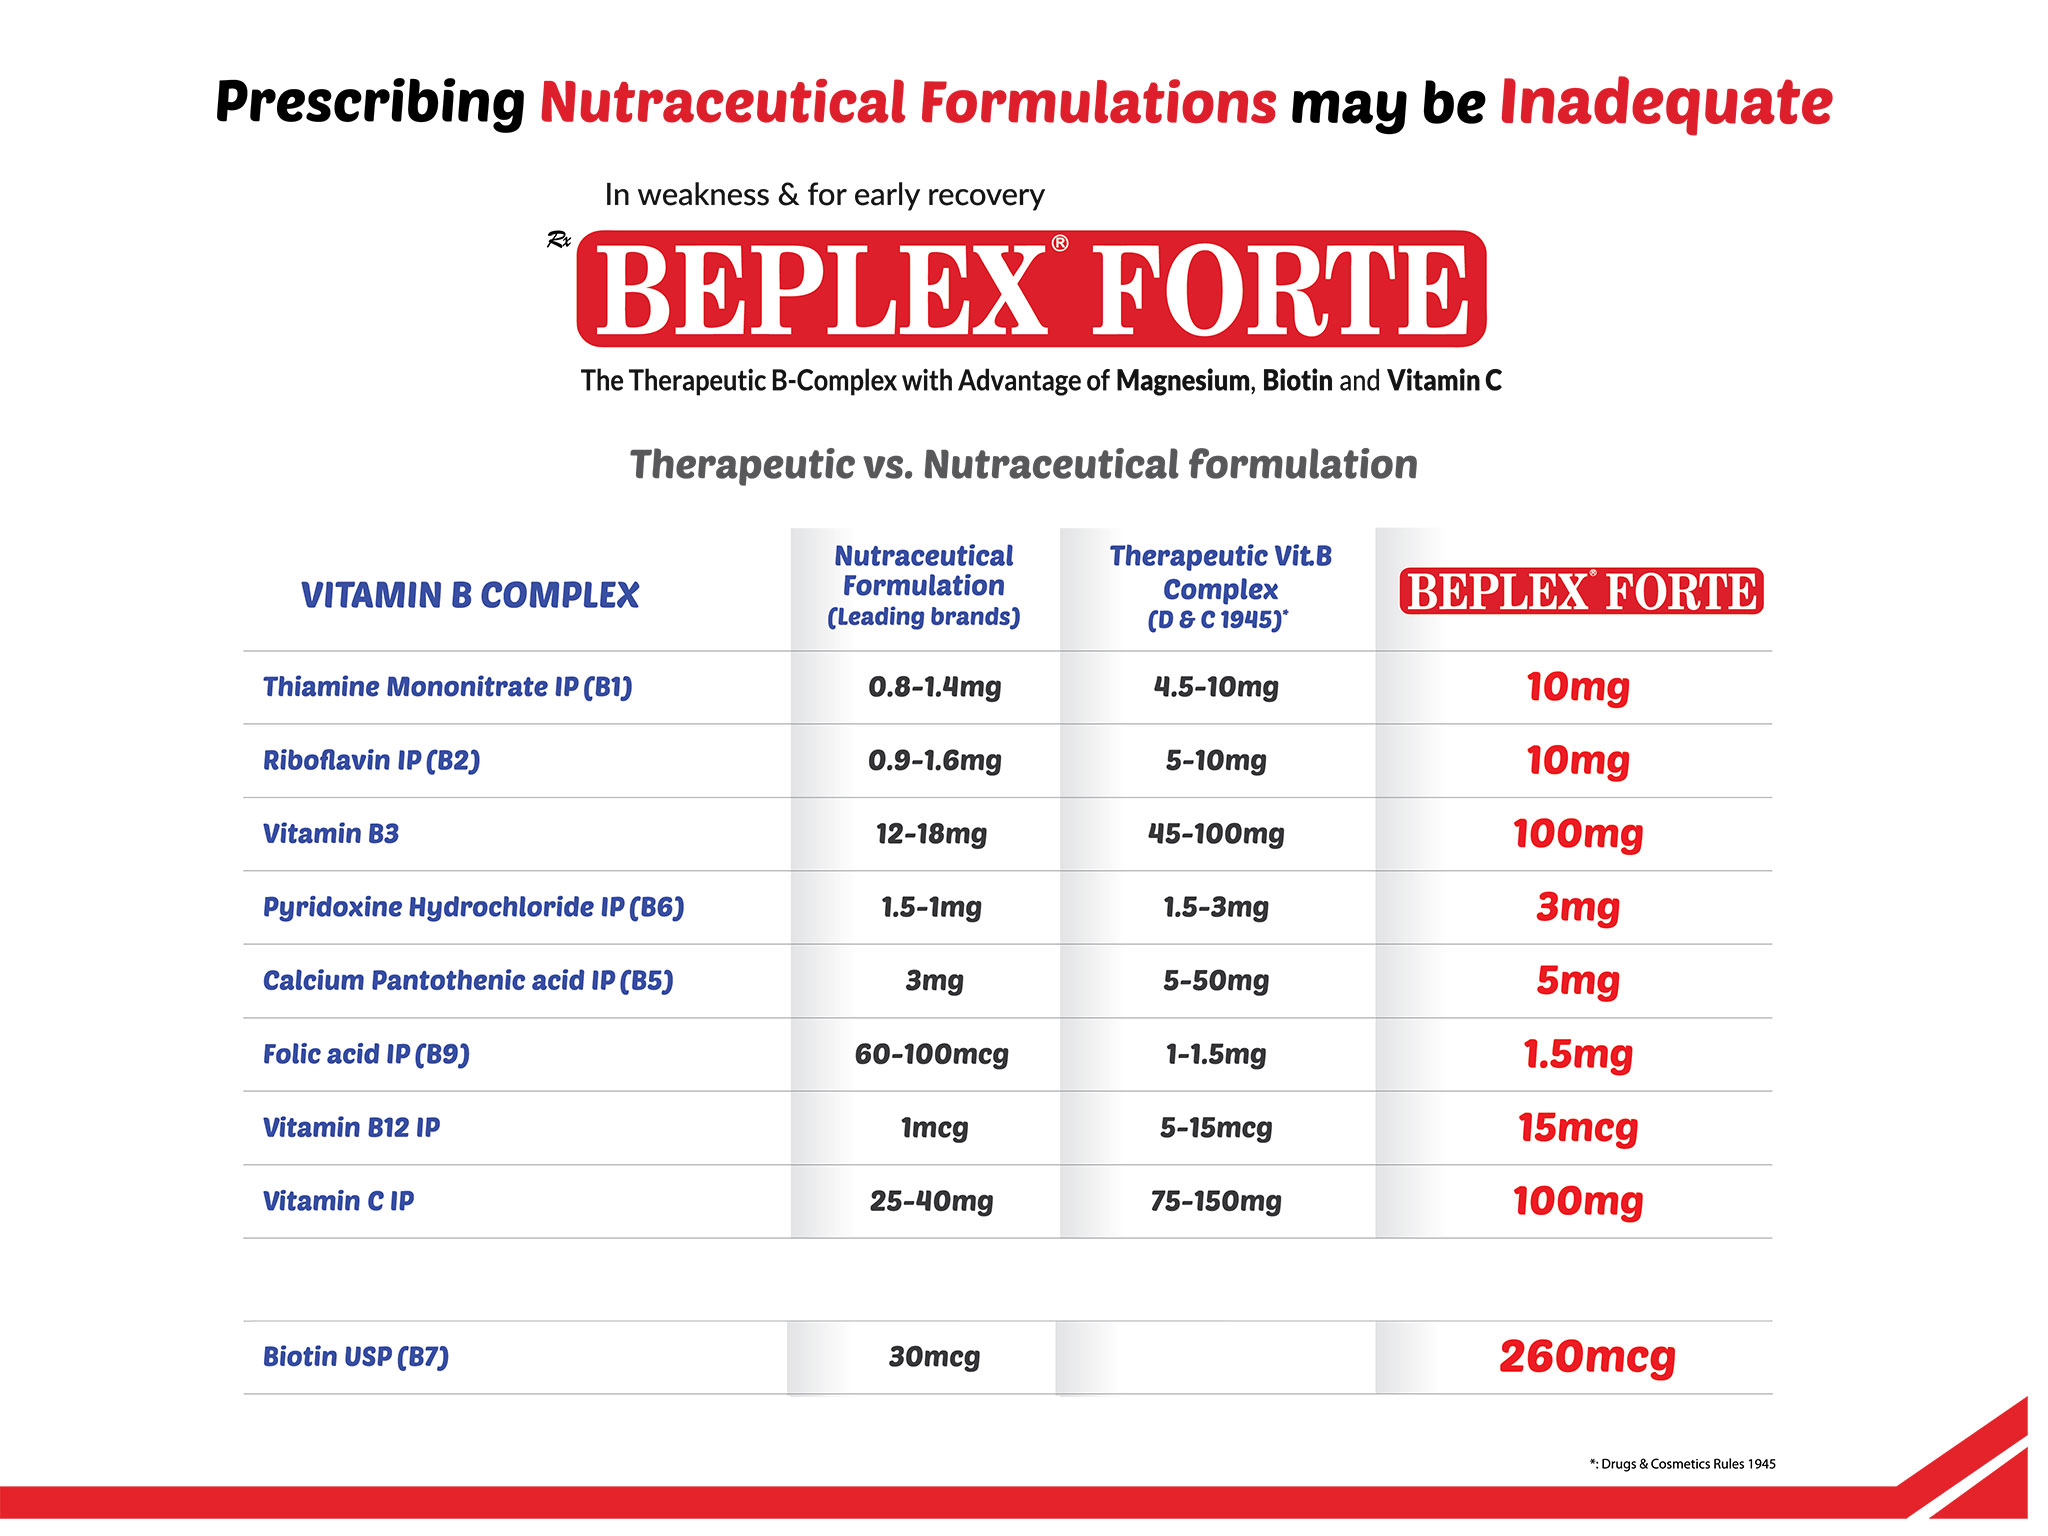 Prescribing Nutraceutical Formulations may be Inadequate
In weakness & for early recovery
Rx BEPLEX® FORTE
The Therapeutic B-Complex with Advantage of Magnesium, Biotin and Vitamin C
Therapeutic vs. Nutraceutical formulation
VITAMIN B COMPLEX
Nutraceutical
Formulation
(Leading brands)
Therapeutic Vit.B
Complex
(D & C 1945)*
BEPLEX® FORTE
Thiamine Mononitrate IP (B1) 0.8-1.4mg 4.5-10mg 10mg
Riboflavin IP (B2) 0.9-1.6mg 5-10mg 10mg
Vitamin B3 12-18mg 45-100mg 100mg
Pyridoxine Hydrochloride IP (B6) 1.5-1mg 1.5-3mg 3mg
Calcium Pantothenic acid IP (B5) 3mg 5-50mg 5mg
Folic acid IP (B9) 60-100mcg 1-1.5mg 1.5mg
Vitamin B12 IP 1mcg 5-15mcg 15mcg
Vitamin C IP 25-40mg 75-150mg 100mg
Biotin USP (B7) 30mcg 260mcg
*: Drugs & Cosmetics Rules 1945